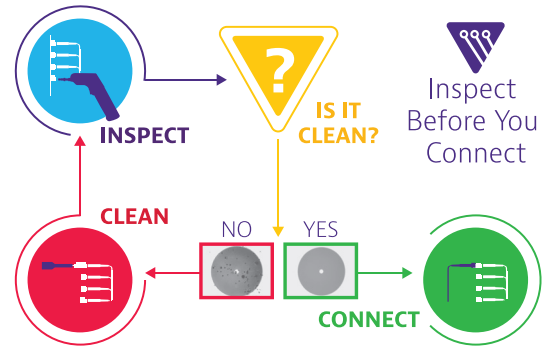 INSPECT
?
IS IT
CLEAN?
Inspect
Before You
Connect
CLEAN
NO
YES
CONNECT